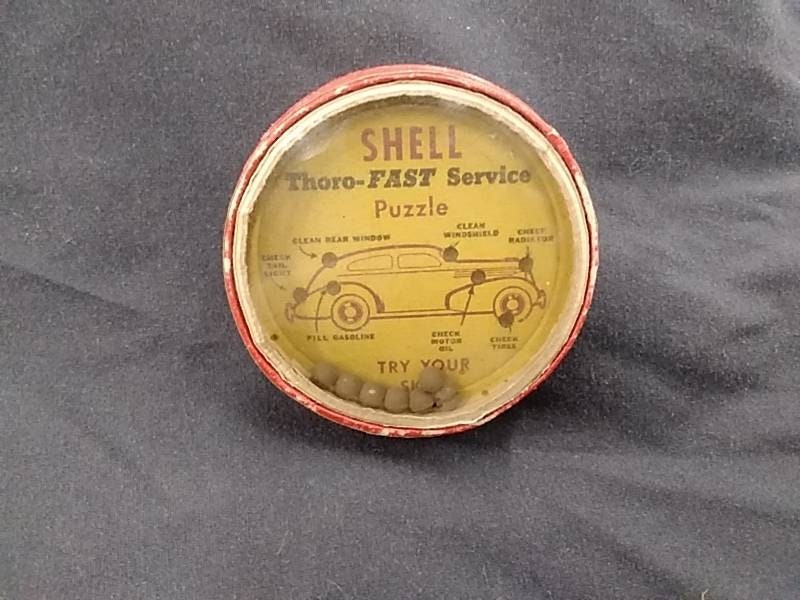 SHELL
Thoro-FAST Service
Puzzle
CLEAN REAR WINDOW
CLEAN
WINDSHIELD
CHECK
RADIATOR
CHECK
TAIL
LIGHT
FILL GASOLINE
CHECK
MOTOR
OIL
CHECK
TIRES
TRY YOUR